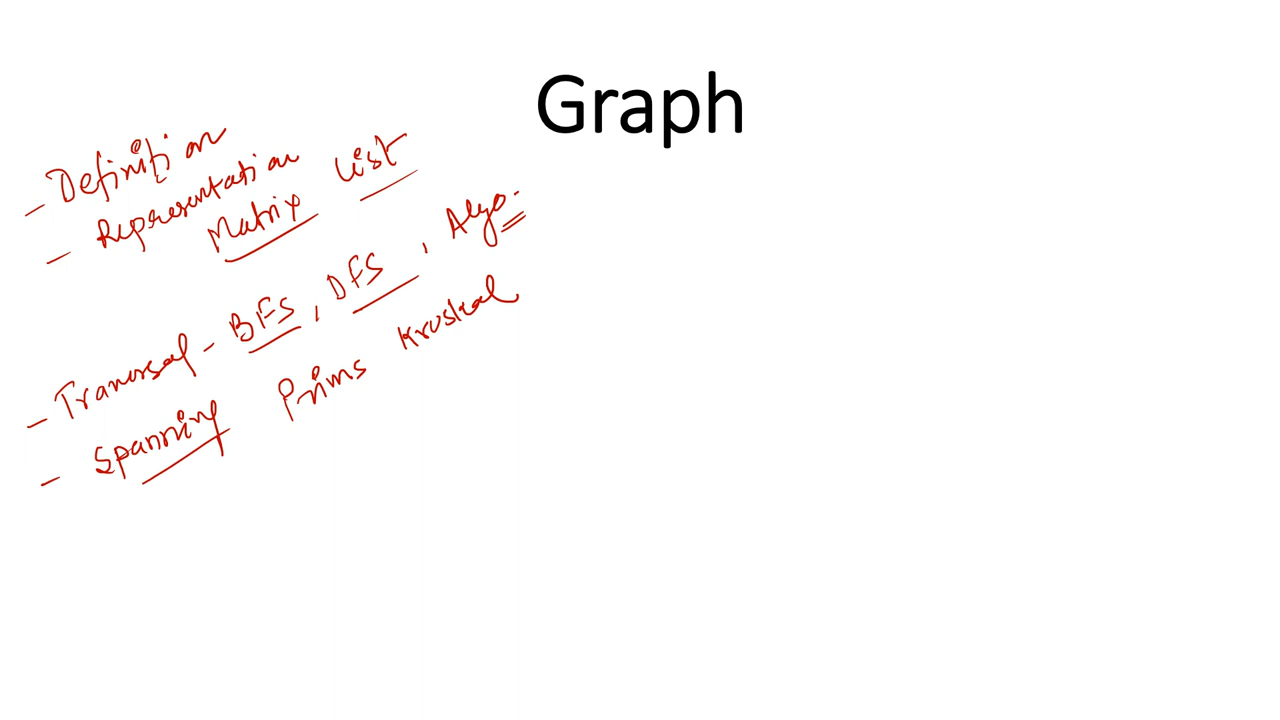 Graph
- Definition
- Representation
Matrix List
- Traversal - BFS, DFS, Algo.
- Spanning Prims Kruskal